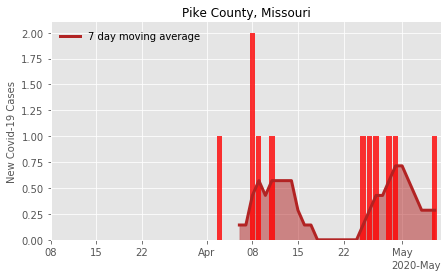 Pike County, Missouri
7 day moving average
New Covid-19 Cases
2.00
1.75
1.50
1.25
1.00
0.75
0.50
0.25
0.00
08
15
22
Apr
08
15
22
May
2020-May